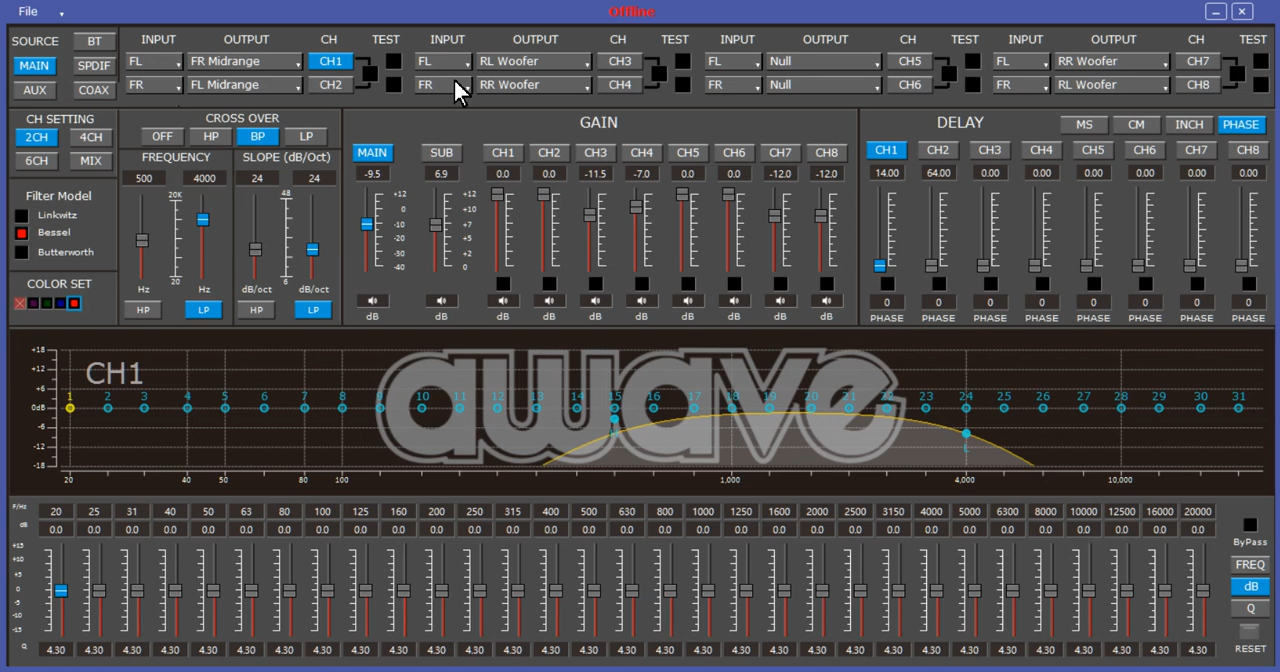 File
Offline
SOURCE BT INPUT OUTPUT CH TEST INPUT OUTPUT CH TEST INPUT OUTPUT CH TEST INPUT OUTPUT CH TEST
MAIN SPDIF FL FR Midrange CH1 FL RL Woofer CH3 FL Null CH5 FL RR Woofer CH7
AUX COAX FR FL Midrange CH2 FR RR Woofer CH4 FR Null CH6 FR RL Woofer CH8
CH SETTING
2CH 4CH
6CH MIX
Filter Model
Linkwitz
Bessel
Butterworth
COLOR SET
CROSS OVER
OFF HP BP LP
FREQUENCY SLOPE (dB/Oct)
500 4000 24 24
20K 48
20 6
Hz Hz dB/oct dB/oct
HP LP HP LP
GAIN
MAIN SUB CH1 CH2 CH3 CH4 CH5 CH6 CH7 CH8
-9.5 6.9 0.0 0.0 -11.5 -7.0 0.0 0.0 -12.0 -12.0
+12 +12
0 +10
-10 +7
-20 +5
-30 +2
-40 0
dB dB dB dB dB dB dB dB dB dB
DELAY MS CM INCH PHASE
CH1 CH2 CH3 CH4 CH5 CH6 CH7 CH8
14.00 64.00 0.00 0.00 0.00 0.00 0.00 0.00
0 0 0 0 0 0 0 0
PHASE PHASE PHASE PHASE PHASE PHASE PHASE PHASE
+18
+12
+6
0dB
-6
-12
-18
CH1
awave
1 2 3 4 5 6 7 8 9 10 11 12 13 14 15 16 17 18 19 20 21 22 23 24 25 26 27 28 29 30 31
L
20 40 50 80 100 400 500 1,000 4,000 10,000
F/Hz 20 25 31 40 50 63 80 100 125 160 200 250 315 400 500 630 800 1000 1250 1600 2000 2500 3150 4000 5000 6300 8000 10000 12500 16000 20000
dB 0.0 0.0 0.0 0.0 0.0 0.0 0.0 0.0 0.0 0.0 0.0 0.0 0.0 0.0 0.0 0.0 0.0 0.0 0.0 0.0 0.0 0.0 0.0 0.0 0.0 0.0 0.0 0.0 0.0 0.0 0.0
+15
+10
+5
0
-5
-10
-15
Q 4.30 4.30 4.30 4.30 4.30 4.30 4.30 4.30 4.30 4.30 4.30 4.30 4.30 4.30 4.30 4.30 4.30 4.30 4.30 4.30 4.30 4.30 4.30 4.30 4.30 4.30 4.30 4.30 4.30 4.30 4.30
ByPass
FREQ
dB
Q
RESET